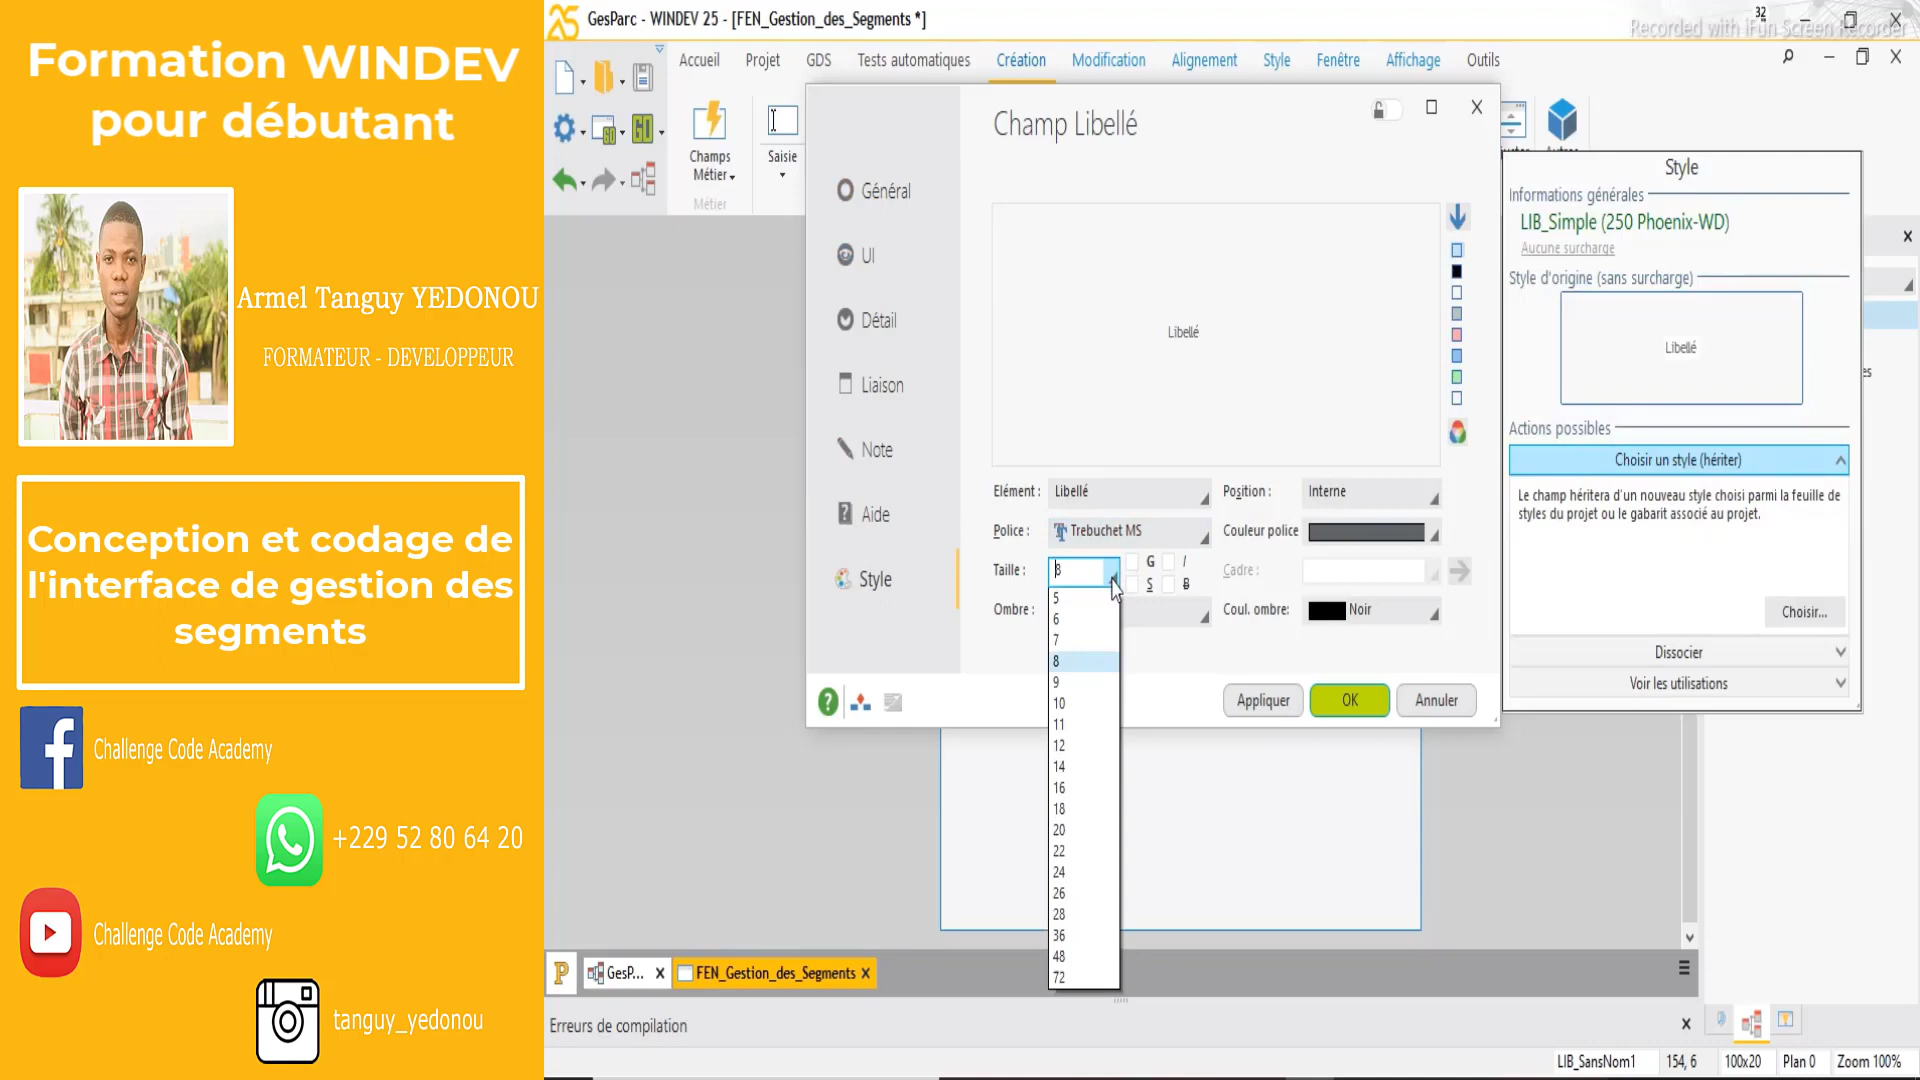 Formation WINDEV
pour débutant
Armel Tanguy YEDONOU
FORMATEUR - DEVELOPPEUR
Conception et codage de
l'interface de gestion des
segments
Challenge Code Academy
+229 52 80 64 20
Challenge Code Academy
tanguy_yedonou
GesParc - WINDEV 25 - [FEN_Gestion_des_Segments *]
32
Recorded with iFun Screen Recorder
Accueil Projet GDS Tests automatiques Création Modification Alignement Style Fenêtre Affichage Outils
Champs
Métier
Métier
Saisie
Champ Libellé
Général
UI
Détail
Liaison
Note
Aide
Style
Libellé
Elément : Libellé Position : Interne
Police : Trebuchet MS Couleur police
Taille : 8 G I Cadre :
S B
Ombre : Coul. ombre: Noir
5
6
7
8
9
10
11
12
14
16
18
20
22
24
26
28
36
48
72
Appliquer OK Annuler
Style
Informations générales
LIB_Simple (250 Phoenix-WD)
Aucune surcharge
Style d'origine (sans surcharge)
Libellé
Actions possibles
Choisir un style (hériter)
Le champ héritera d'un nouveau style choisi parmi la feuille de
styles du projet ou le gabarit associé au projet.
Choisir...
Dissocier
Voir les utilisations
GesP... FEN_Gestion_des_Segments
Erreurs de compilation
LIB_SansNom1 154, 6 100x20 Plan 0 Zoom 100%